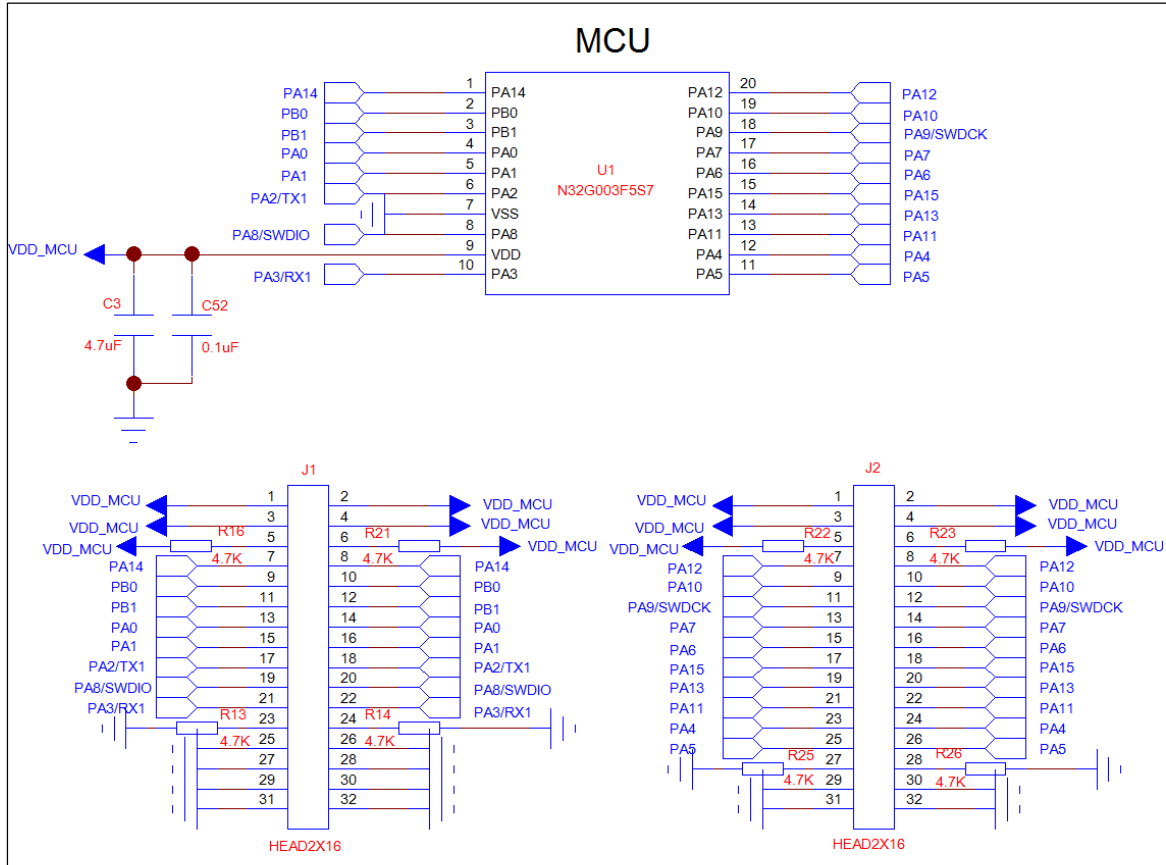 MCU
1 PA14 PA12 20
PA14 PA12
2 PB0 PA10 19
PB0 PA10
3 PB1 PA9 18
PB1 PA9/SWDCK
4 PA0 PA7 17
PA0 PA7
5 PA1 U1 PA6 16
PA1 PA6
6 PA2 N32G003F5S7 PA15 15
PA2/TX1 PA15
7 VSS PA13 14
PA13
PA8/SWDIO 8 PA8 PA11 13
PA11
VDD_MCU 9 VDD PA4 12
PA4
PA3/RX1 10 PA3 PA5 11
PA5
C3 C52
4.7uF 0.1uF
J1
VDD_MCU 1 2 VDD_MCU
VDD_MCU 3 4 VDD_MCU
R16 R21
VDD_MCU 5 6 VDD_MCU
4.7K 4.7K
PA14 7 8 PA14
PB0 9 10 PB0
PB1 11 12 PB1
PA0 13 14 PA0
PA1 15 16 PA1
PA2/TX1 17 18 PA2/TX1
PA8/SWDIO 19 20 PA8/SWDIO
PA3/RX1 21 22 PA3/RX1
R13 23 24 R14
4.7K 25 26 4.7K
27 28
29 30
31 32
HEAD2X16
J2
VDD_MCU 1 2 VDD_MCU
VDD_MCU 3 4 VDD_MCU
R22 R23
VDD_MCU 5 6 VDD_MCU
4.7K 4.7K
PA12 7 8 PA12
PA10 9 10 PA10
PA9/SWDCK 11 12 PA9/SWDCK
PA7 13 14 PA7
PA6 15 16 PA6
PA15 17 18 PA15
PA13 19 20 PA13
PA11 21 22 PA11
PA4 23 24 PA4
PA5 25 26 PA5
R25 27 28 R26
4.7K 29 30 4.7K
31 32
HEAD2X16